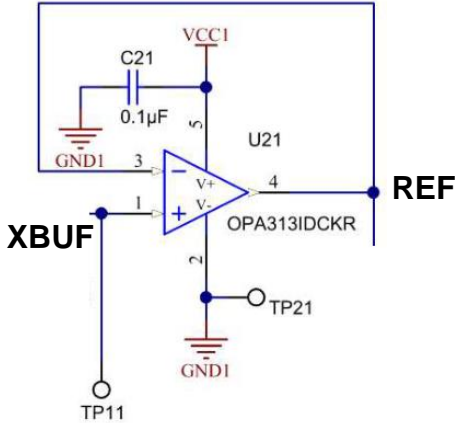 VCC1
C21
0.1µF
GND1
5
U21
3
V+
4
REF
XBUF
1
V-
OPA313IDCKR
2
TP21
GND1
TP11